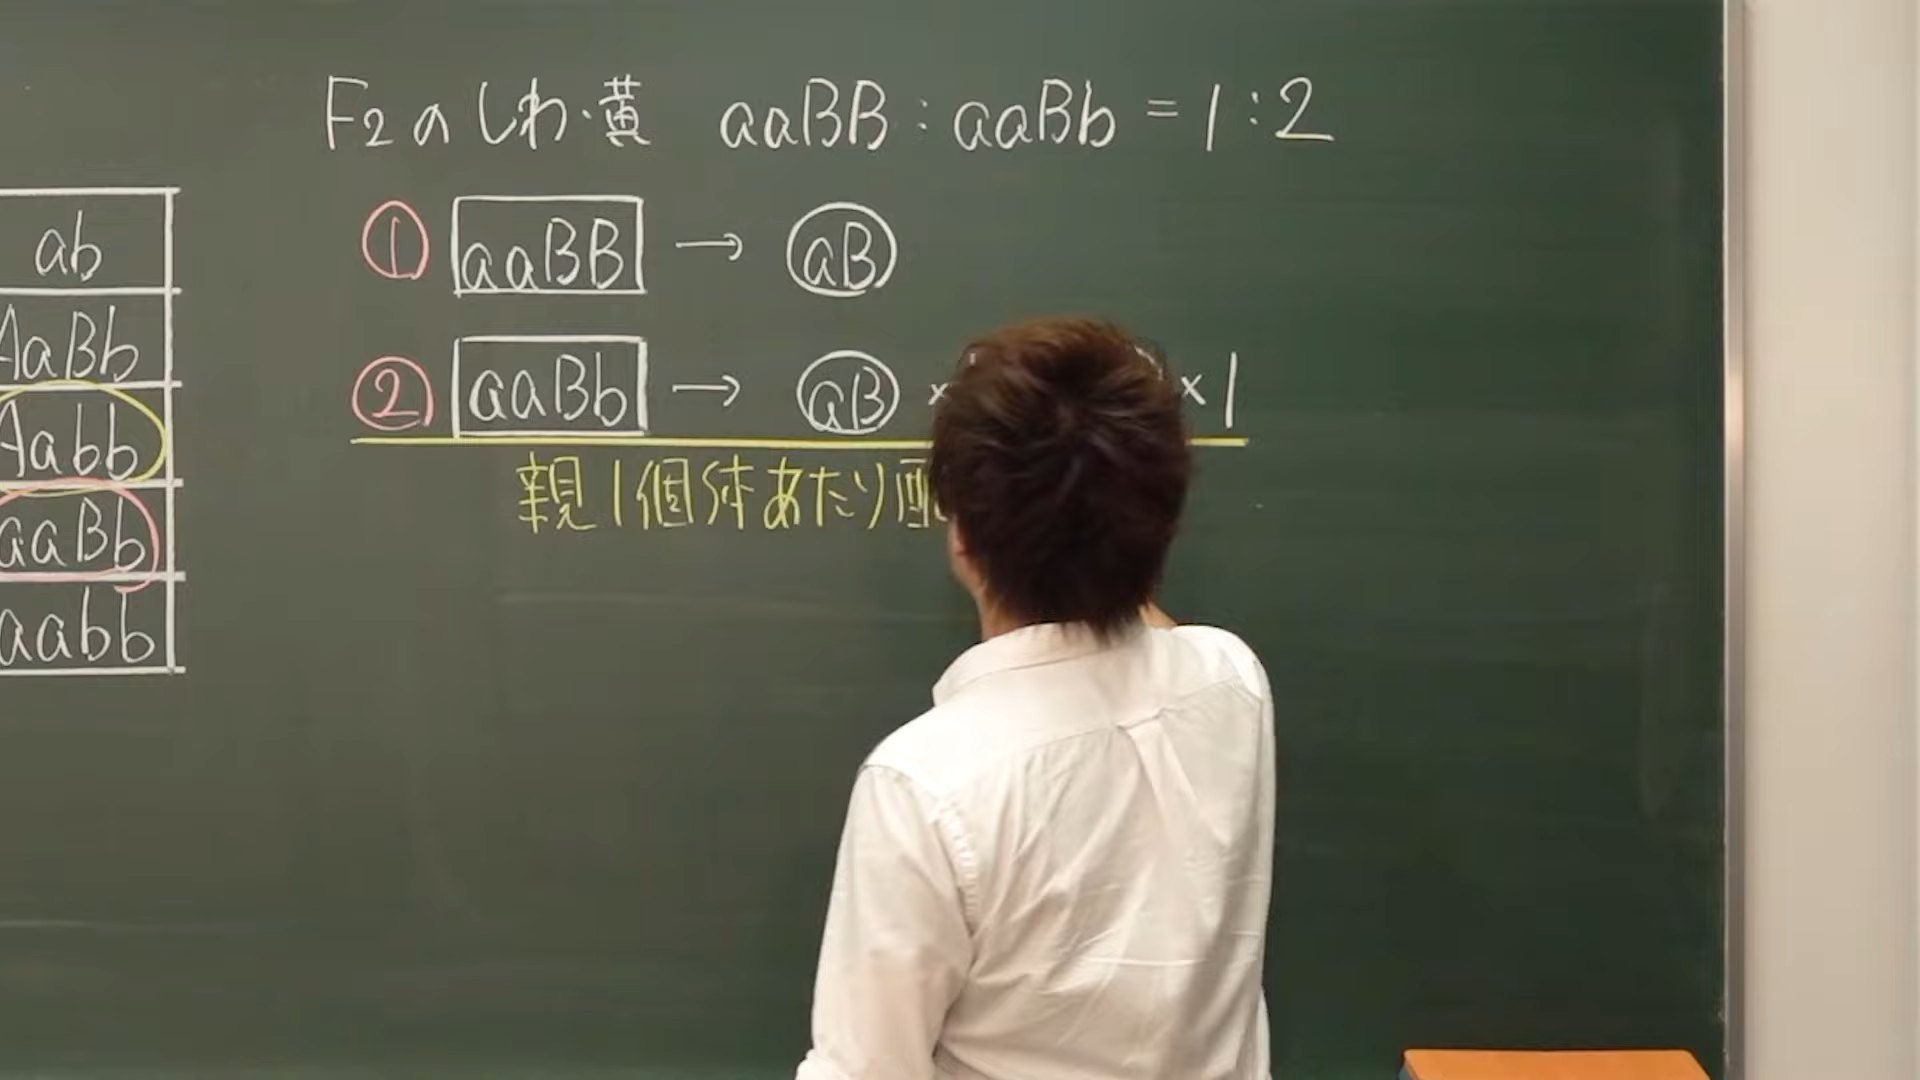 F2のしわ・黄 aaBB : aaBb = 1 : 2
① aaBB → aB
② aaBb → aB × × 1
親1個体あたり配
ab
AaBb
Aabb
aaBb
aabb